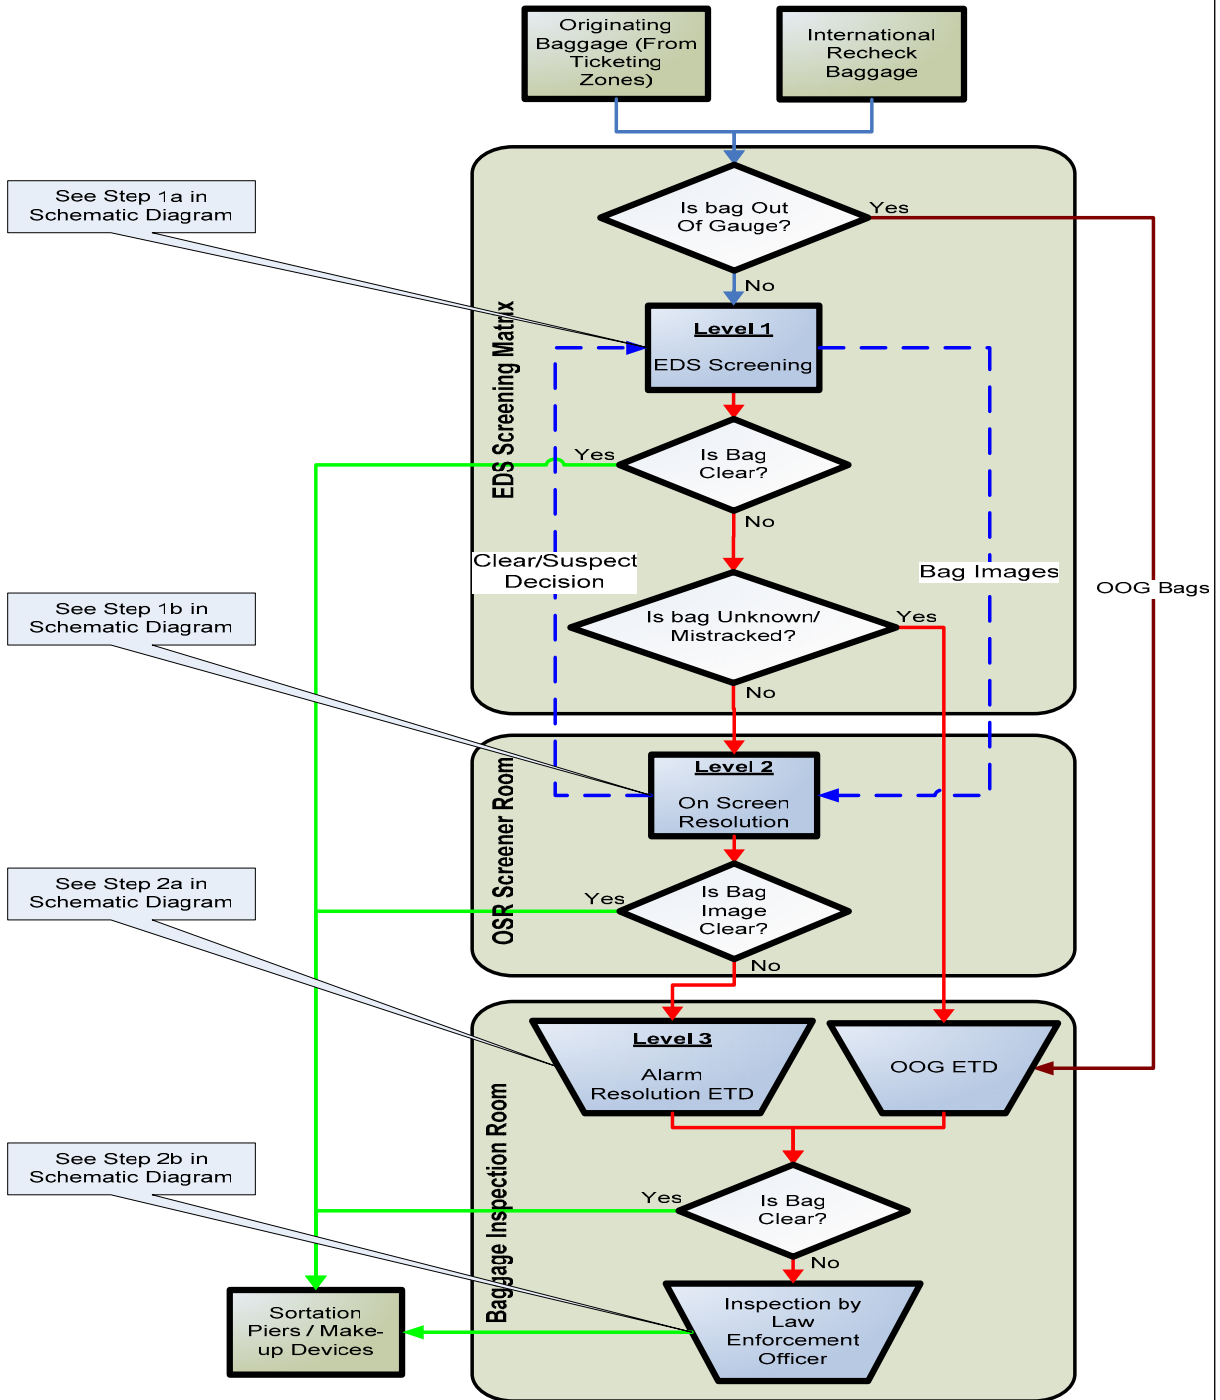 Originating
Baggage (From
Ticketing
Zones)
International
Recheck
Baggage
See Step 1a in
Schematic Diagram
Is bag Out
Of Gauge?
Yes
No
Level 1
EDS Screening
EDS Screening Matrix
Is Bag
Clear?
Yes
No
Clear/Suspect
Decision
Bag Images
OOG Bags
See Step 1b in
Schematic Diagram
Is bag Unknown/
Mistracked?
Yes
No
Level 2
On Screen
Resolution
OSR Screener Room
See Step 2a in
Schematic Diagram
Is Bag
Image
Clear?
Yes
No
Level 3
Alarm
Resolution ETD
OOG ETD
Baggage Inspection Room
See Step 2b in
Schematic Diagram
Is Bag
Clear?
Yes
No
Sortation
Piers / Make-
up Devices
Inspection by
Law
Enforcement
Officer